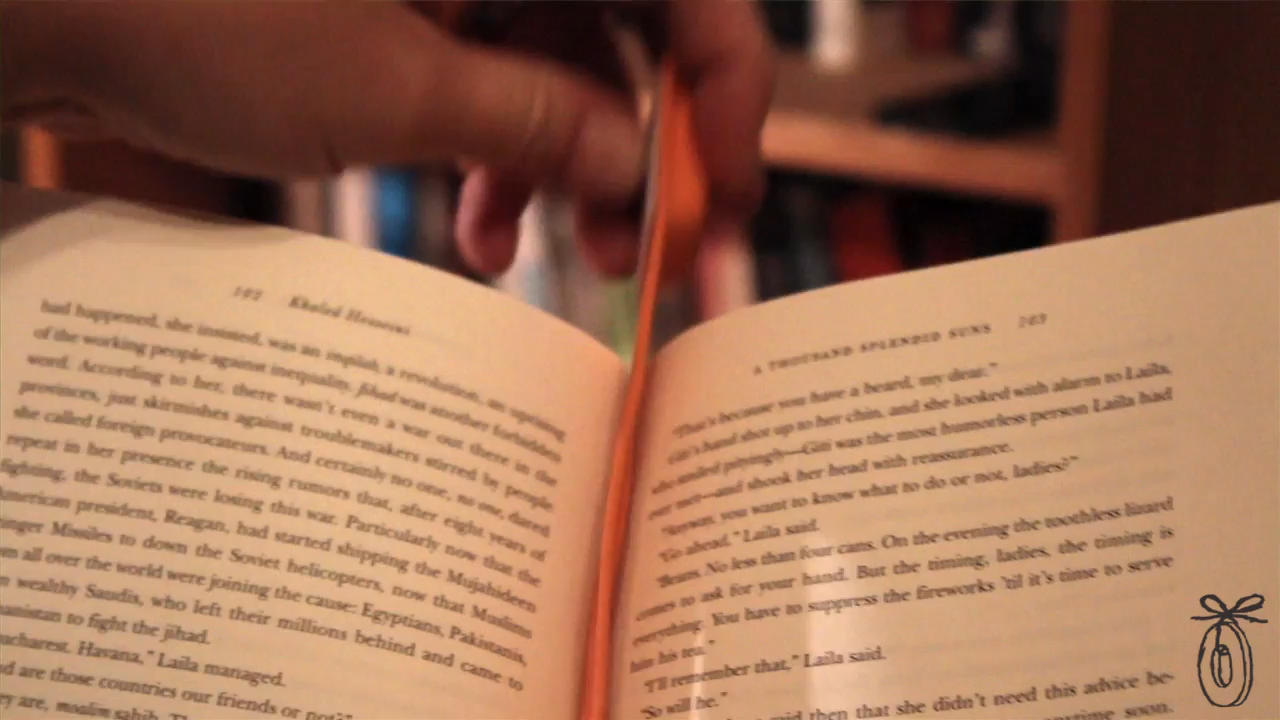 102 Khaled Hosseini
had happened, she insisted, was an inqilab, a revolution, an uprising
of the working people against inequality. Jihad was another forbidden
word. According to her, there wasn't even a war out there in the
provinces, just skirmishes against troublemakers stirred by people
she called foreign provocateurs. And certainly no one, no one, dared
repeat in her presence the rising rumors that, after eight years of
fighting, the Soviets were losing this war. Particularly now that the
American president, Reagan, had started shipping the Mujahideen
inger Missiles to down the Soviet helicopters, now that Muslims
m all over the world were joining the cause: Egyptians, Pakistanis,
n wealthy Saudis, who left their millions behind and came to
hanistan to fight the jihad.
ucharest. Havana," Laila managed.
nd are those countries our friends or not?"
ey are, moalim sahib. Th
A THOUSAND SPLENDID SUNS 103
"That's because you have a beard, my dear."
Giti's hand shot up to her chin, and she looked with alarm to Laila,
who smiled pityingly—Giti was the most humorless person Laila had
ever met—and shook her head with reassurance.
"Anyway, you want to know what to do or not, ladies?"
"Go ahead," Laila said.
"Beans. No less than four cans. On the evening the toothless lizard
comes to ask for your hand. But the timing, ladies, the timing is
everything. You have to suppress the fireworks 'til it's time to serve
him his tea."
"I'll remember that," Laila said.
"So will he."
said then that she didn't need this advice be-
anytime soon.